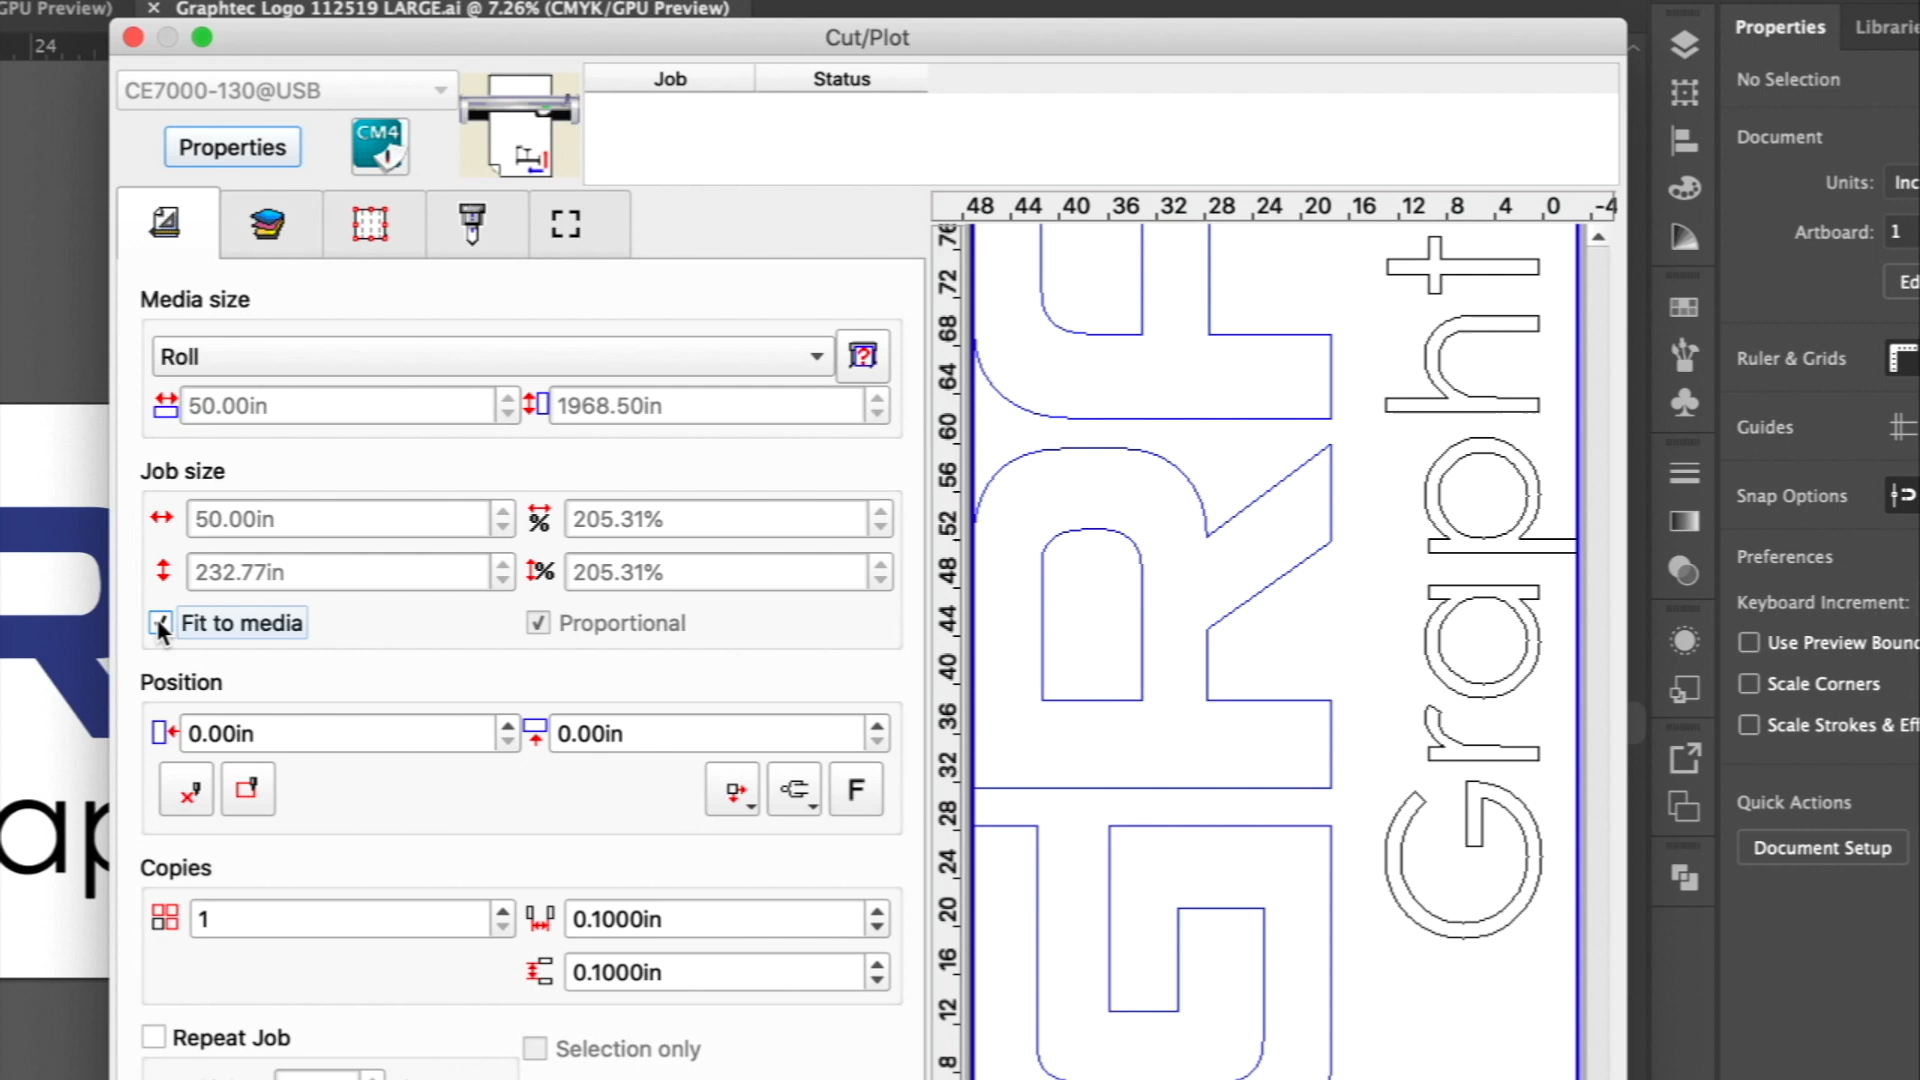 GPU Preview)
× Graphtec Logo 112519 LARGE.ai @ 7.26% (CMYK/GPU Preview)
24
Cut/Plot
CE7000-130@USB
Properties
CM4
Job
Status
Media size
Roll
50.00in
1968.50in
Job size
50.00in
205.31%
232.77in
205.31%
Fit to media
Proportional
Position
0.00in
0.00in
F
Copies
1
0.1000in
0.1000in
Repeat Job
Selection only
48 44 40 36 32 28 24 20 16 12 8 4 0 -4
76
72
68
64
60
56
52
48
44
40
36
32
28
24
20
16
12
8
GR
Grapht
R
ap
Properties
Librarie
No Selection
Document
Units:
Inc
Artboard:
1
Ed
Ruler & Grids
Guides
Snap Options
Preferences
Keyboard Increment:
Use Preview Bounc
Scale Corners
Scale Strokes & Eff
Quick Actions
Document Setup